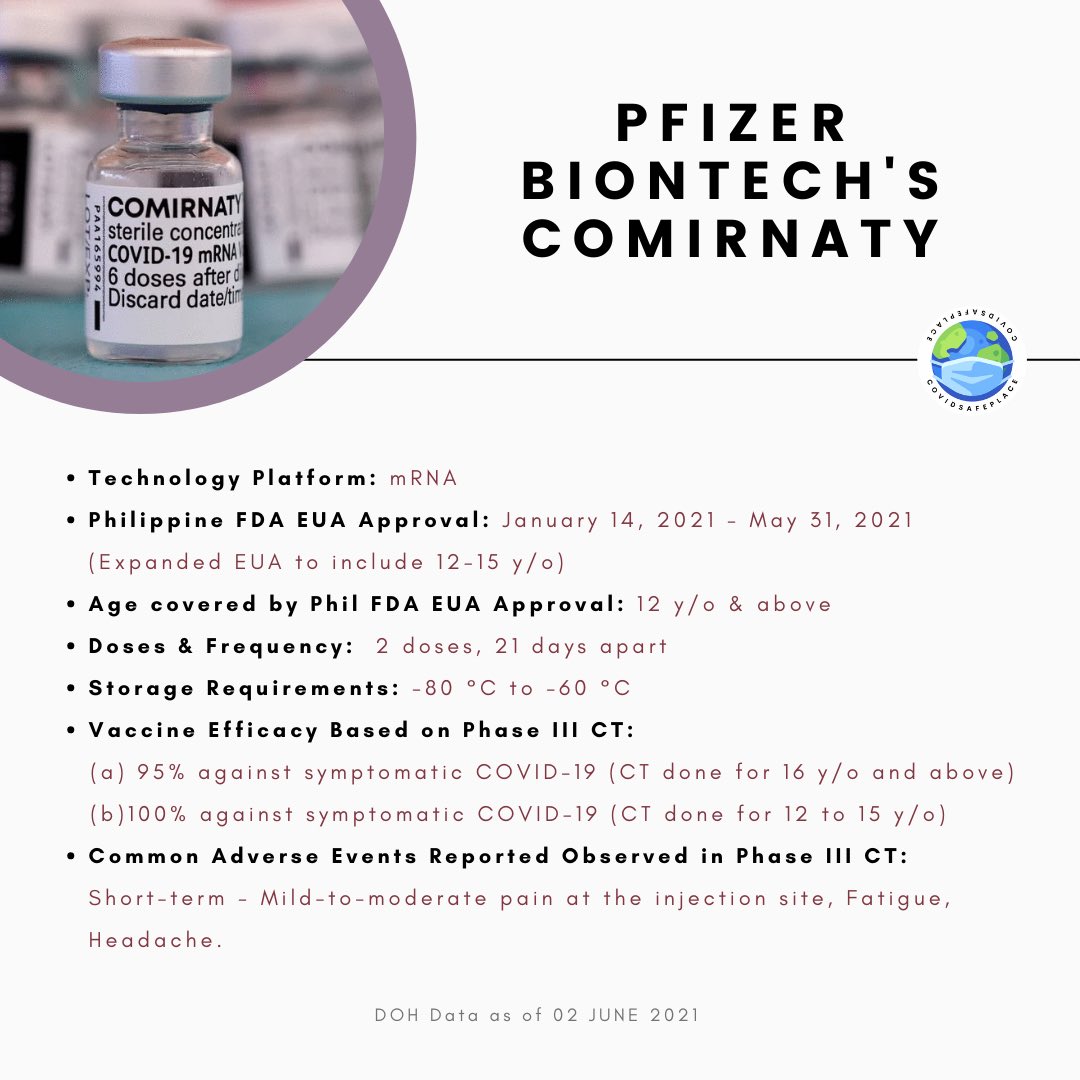 COMIRNATY
sterile concentra
COVID-19 mRNA
6 doses after d
Discard date/tim
PAA165994
LOT/EXP
PFIZER
BIONTECH'S
COMIRNATY
COVIDSAFEPLACE
COVIDSAFEPLACE
• Technology Platform: mRNA
• Philippine FDA EUA Approval: January 14, 2021 - May 31, 2021
(Expanded EUA to include 12-15 y/o)
• Age covered by Phil FDA EUA Approval: 12 y/o & above
• Doses & Frequency: 2 doses, 21 days apart
• Storage Requirements: -80 °C to -60 °C
• Vaccine Efficacy Based on Phase III CT:
(a) 95% against symptomatic COVID-19 (CT done for 16 y/o and above)
(b)100% against symptomatic COVID-19 (CT done for 12 to 15 y/o)
• Common Adverse Events Reported Observed in Phase III CT:
Short-term - Mild-to-moderate pain at the injection site, Fatigue,
Headache.
DOH Data as of 02 JUNE 2021